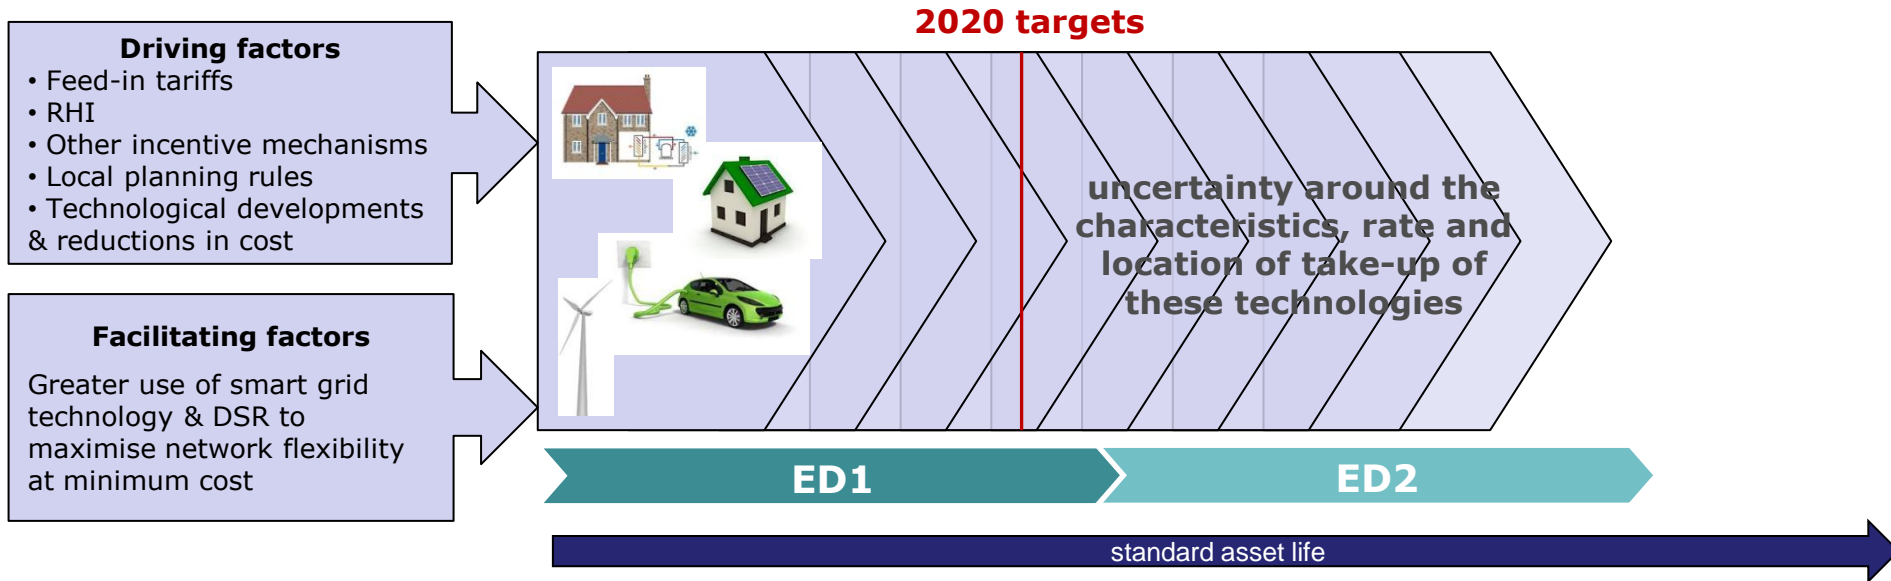 2020 targets
Driving factors
• Feed-in tariffs
• RHI
• Other incentive mechanisms
• Local planning rules
• Technological developments
& reductions in cost
uncertainty around the
characteristics, rate and
location of take-up of
these technologies
Facilitating factors
Greater use of smart grid
technology & DSR to
maximise network flexibility
at minimum cost
ED1
ED2
standard asset life